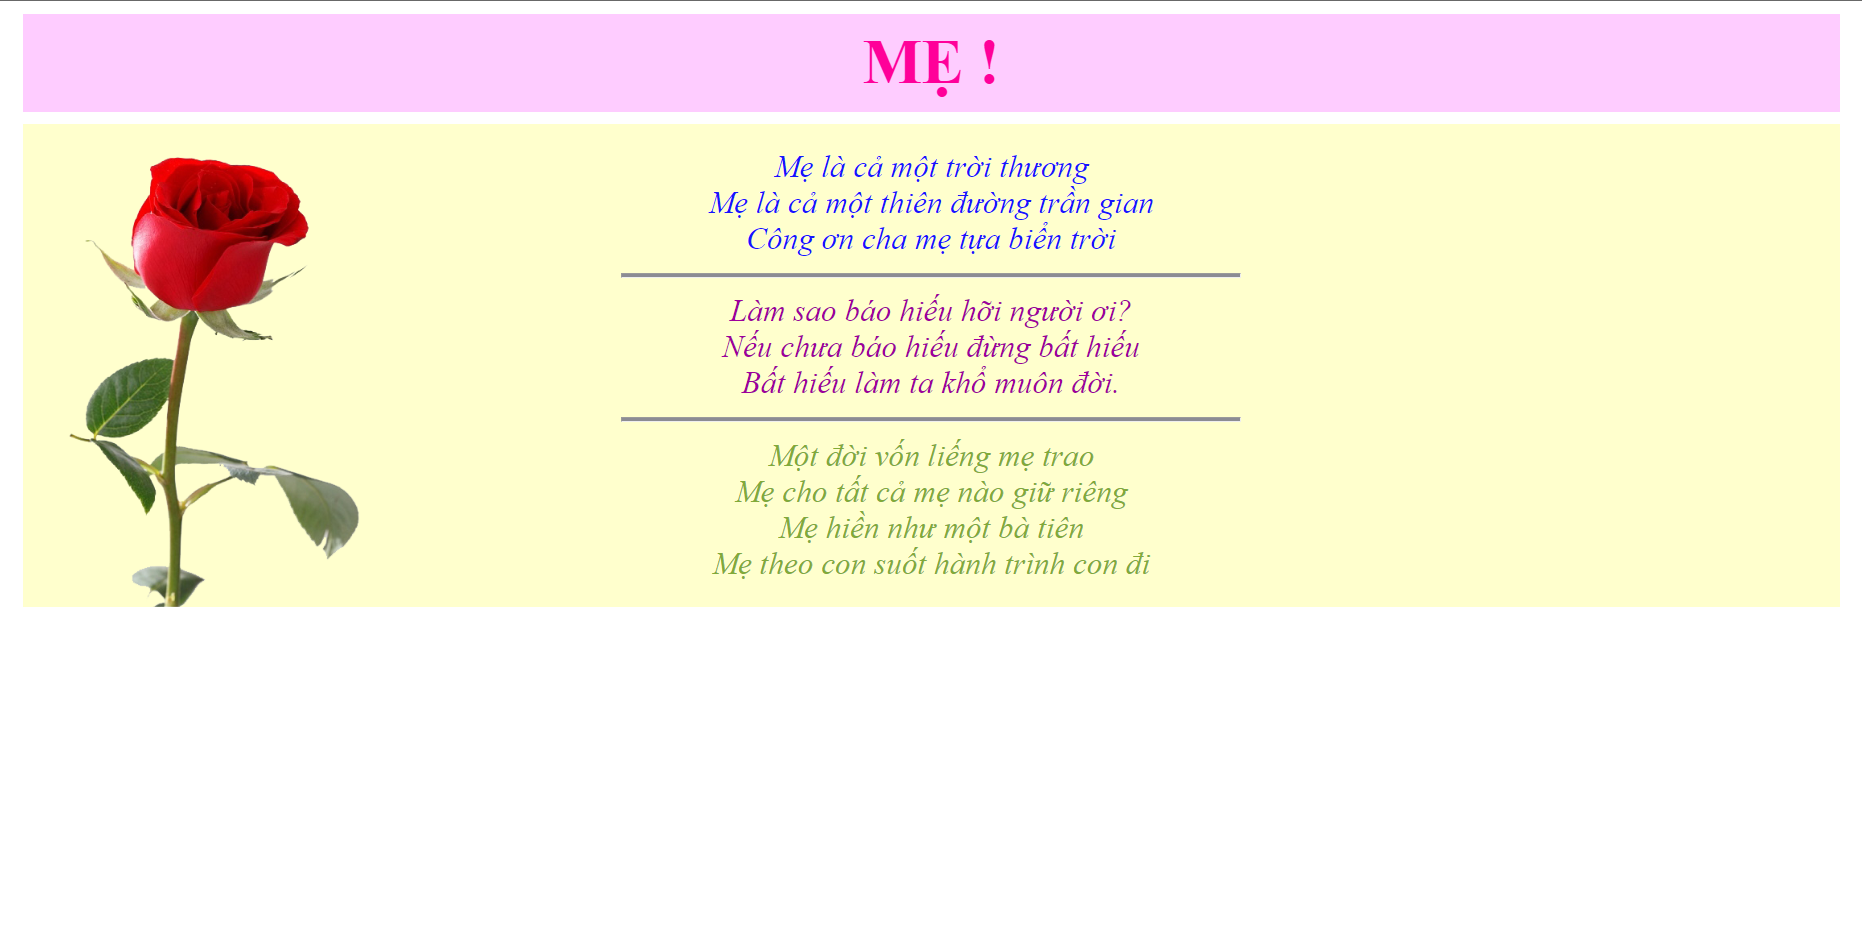 MẸ !
Mẹ là cả một trời thương
Mẹ là cả một thiên đường trần gian
Công ơn cha mẹ tựa biển trời
Làm sao báo hiếu hỡi người ơi?
Nếu chưa báo hiếu đừng bất hiếu
Bất hiếu làm ta khổ muôn đời.
Một đời vốn liếng mẹ trao
Mẹ cho tất cả mẹ nào giữ riêng
Mẹ hiền như một bà tiên
Mẹ theo con suốt hành trình con đi